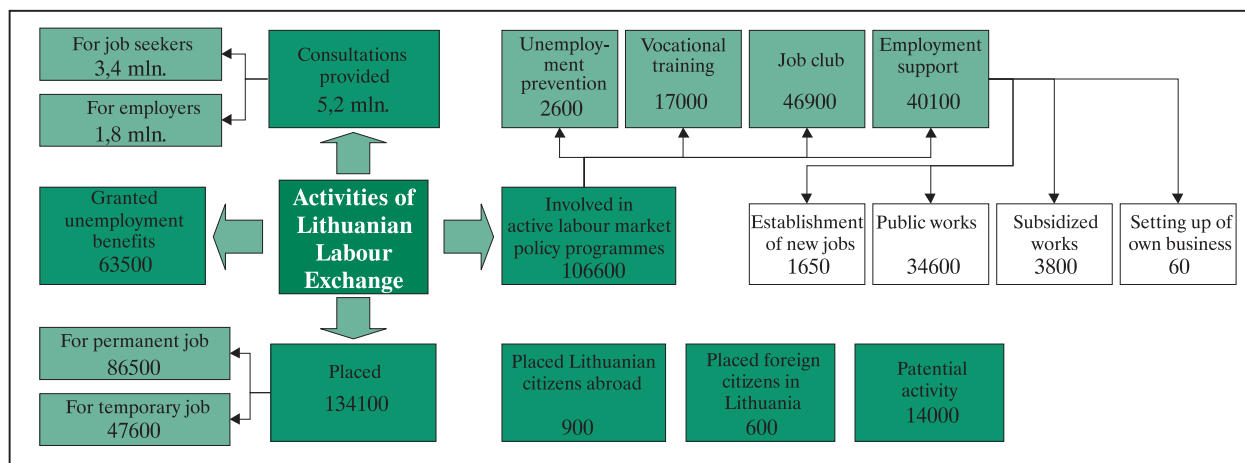 For job seekers
3,4 mln.
For employers
1,8 mln.
Consultations
provided
5,2 mln.
Unemploy-
ment
prevention
2600
Vocational
training
17000
Job club
46900
Employment
support
40100
Granted
unemployment
benefits
63500
Activities of
Lithuanian
Labour
Exchange
Involved in
active labour market
policy programmes
106600
Establishment
of new jobs
1650
Public works
34600
Subsidized
works
3800
Setting up of
own business
60
For permanent job
86500
For temporary job
47600
Placed
134100
Placed Lithuanian
citizens abroad
900
Placed foreign
citizens in
Lithuania
600
Patential
activity
14000